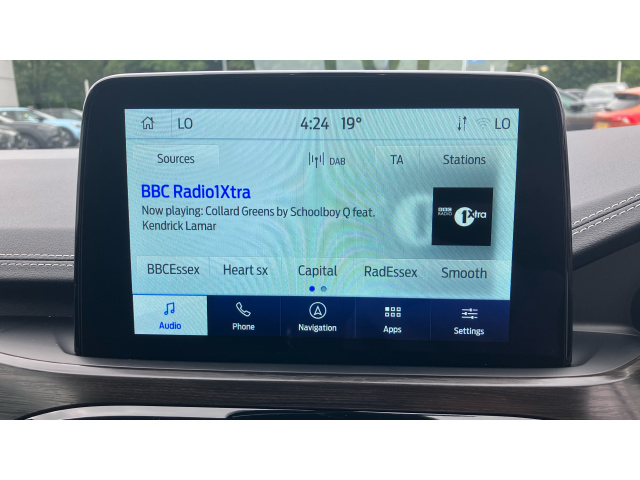 LO 4:24 19° LO
Sources DAB TA Stations
BBC Radio1Xtra
Now playing: Collard Greens by Schoolboy Q feat.
Kendrick Lamar
BBC RADIO 1Xtra
BBCEssex Heart sx Capital RadEssex Smooth
Audio Phone Navigation Apps Settings